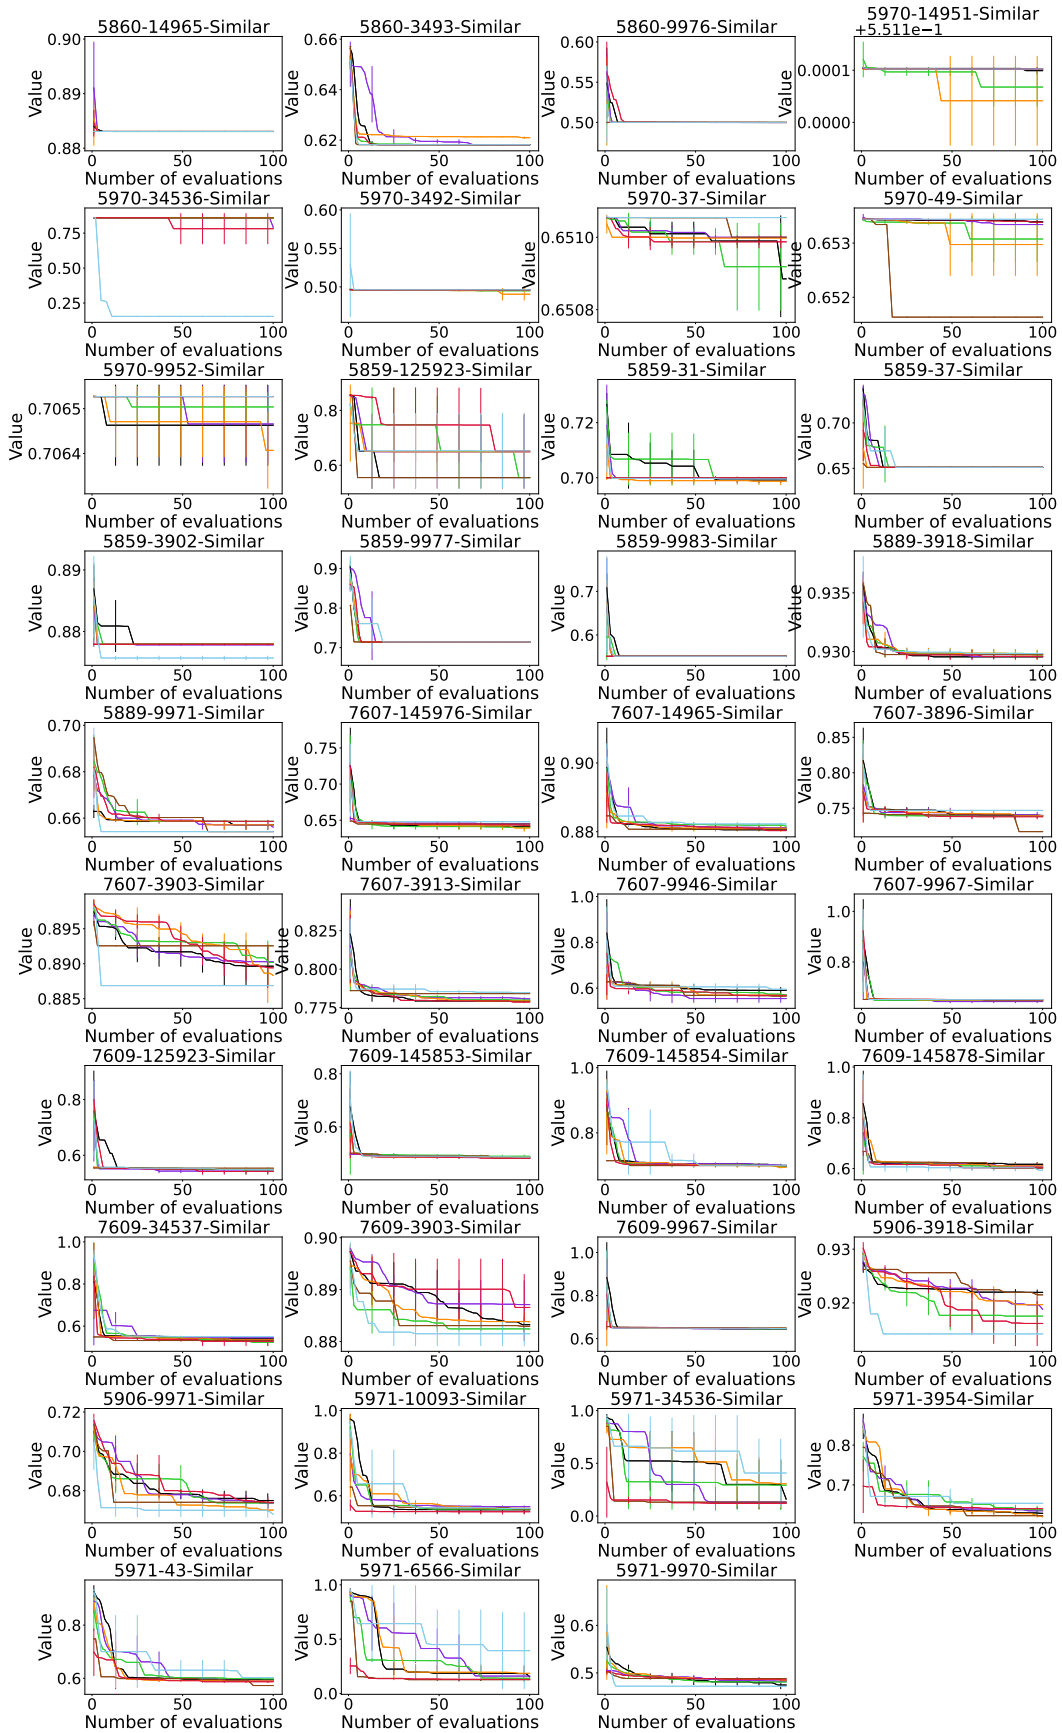 5860-14965-Similar
Value
0.90
0.89
0.88
0 50 100
Number of evaluations
5860-3493-Similar
Value
0.66
0.64
0.62
0 50 100
Number of evaluations
5860-9976-Similar
Value
0.60
0.55
0.50
0 50 100
Number of evaluations
5970-14951-Similar
+5.511e−1
Value
0.0001
0.0000
0 50 100
Number of evaluations
5970-34536-Similar
Value
0.75
0.50
0.25
0 50 100
Number of evaluations
5970-3492-Similar
Value
0.60
0.55
0.50
0 50 100
Number of evaluations
5970-37-Similar
Value
0.6510
0.6508
0 50 100
Number of evaluations
5970-49-Similar
Value
0.653
0.652
0 50 100
Number of evaluations
5970-9952-Similar
Value
0.7065
0.7064
0 50 100
Number of evaluations
5859-125923-Similar
Value
0.8
0.6
0 50 100
Number of evaluations
5859-31-Similar
Value
0.72
0.70
0 50 100
Number of evaluations
5859-37-Similar
Value
0.70
0.65
0 50 100
Number of evaluations
5859-3902-Similar
Value
0.89
0.88
0 50 100
Number of evaluations
5859-9977-Similar
Value
0.9
0.8
0.7
0 50 100
Number of evaluations
5859-9983-Similar
Value
0.7
0.6
0 50 100
Number of evaluations
5889-3918-Similar
Value
0.935
0.930
0 50 100
Number of evaluations
5889-9971-Similar
Value
0.70
0.68
0.66
0 50 100
Number of evaluations
7607-145976-Similar
Value
0.75
0.70
0.65
0 50 100
Number of evaluations
7607-14965-Similar
Value
0.90
0.88
0 50 100
Number of evaluations
7607-3896-Similar
Value
0.85
0.80
0.75
0 50 100
Number of evaluations
7607-3903-Similar
Value
0.895
0.890
0.885
0 50 100
Number of evaluations
7607-3913-Similar
Value
0.825
0.800
0.775
0 50 100
Number of evaluations
7607-9946-Similar
Value
1.0
0.8
0.6
0 50 100
Number of evaluations
7607-9967-Similar
Value
1.0
0.8
0 50 100
Number of evaluations
7609-125923-Similar
Value
0.8
0.6
0 50 100
Number of evaluations
7609-145853-Similar
Value
0.8
0.6
0 50 100
Number of evaluations
7609-145854-Similar
Value
1.0
0.8
0 50 100
Number of evaluations
7609-145878-Similar
Value
1.0
0.8
0.6
0 50 100
Number of evaluations
7609-34537-Similar
Value
1.0
0.8
0.6
0 50 100
Number of evaluations
7609-3903-Similar
Value
0.90
0.89
0.88
0 50 100
Number of evaluations
7609-9967-Similar
Value
1.0
0.8
0.6
0 50 100
Number of evaluations
5906-3918-Similar
Value
0.93
0.92
0 50 100
Number of evaluations
5906-9971-Similar
Value
0.72
0.70
0.68
0 50 100
Number of evaluations
5971-10093-Similar
Value
1.0
0.8
0.6
0 50 100
Number of evaluations
5971-34536-Similar
Value
1.0
0.5
0.0
0 50 100
Number of evaluations
5971-3954-Similar
Value
0.8
0.7
0 50 100
Number of evaluations
5971-43-Similar
Value
0.8
0.6
0 50 100
Number of evaluations
5971-6566-Similar
Value
1.0
0.5
0.0
0 50 100
Number of evaluations
5971-9970-Similar
Value
0.6
0.5
0 50 100
Number of evaluations